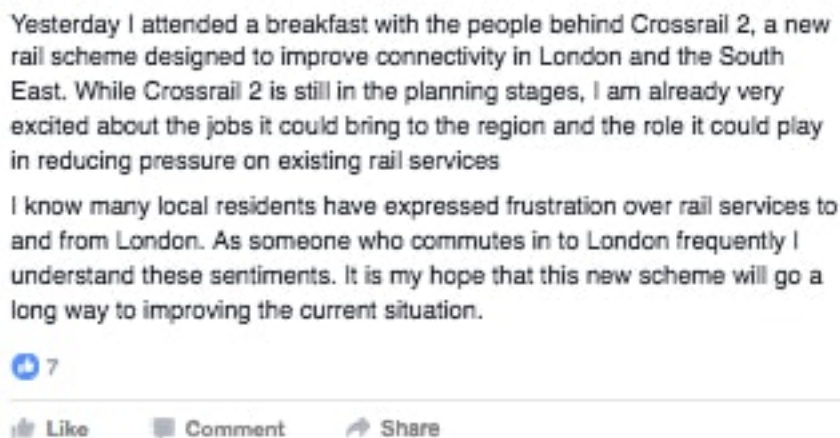 Yesterday I attended a breakfast with the people behind Crossrail 2, a new
rail scheme designed to improve connectivity in London and the South
East. While Crossrail 2 is still in the planning stages, I am already very
excited about the jobs it could bring to the region and the role it could play
in reducing pressure on existing rail services
I know many local residents have expressed frustration over rail services to
and from London. As someone who commutes in to London frequently I
understand these sentiments. It is my hope that this new scheme will go a
long way to improving the current situation.
7
Like Comment Share